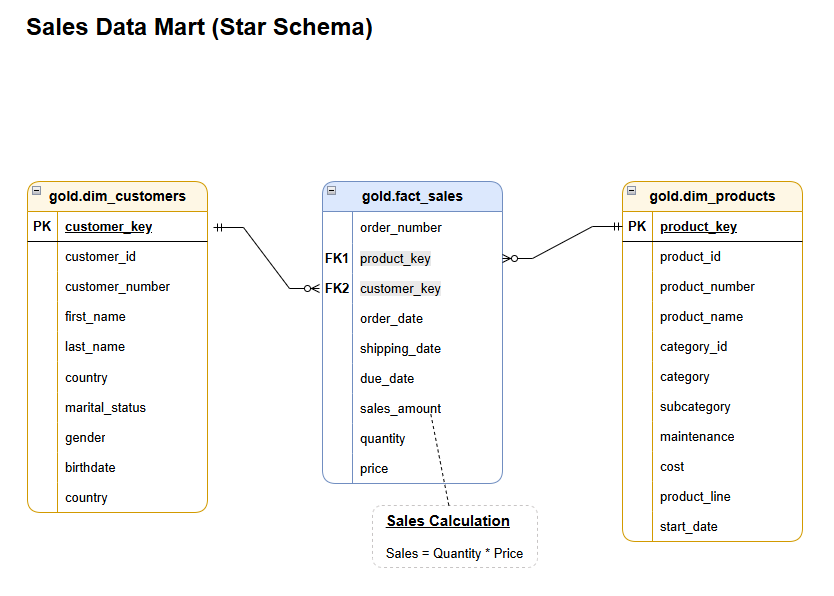 Sales Data Mart (Star Schema)
gold.dim_customers
PK customer_key
customer_id
customer_number
first_name
last_name
country
marital_status
gender
birthdate
country
gold.fact_sales
order_number
FK1 product_key
FK2 customer_key
order_date
shipping_date
due_date
sales_amount
quantity
price
Sales Calculation
Sales = Quantity * Price
gold.dim_products
PK product_key
product_id
product_number
product_name
category_id
category
subcategory
maintenance
cost
product_line
start_date